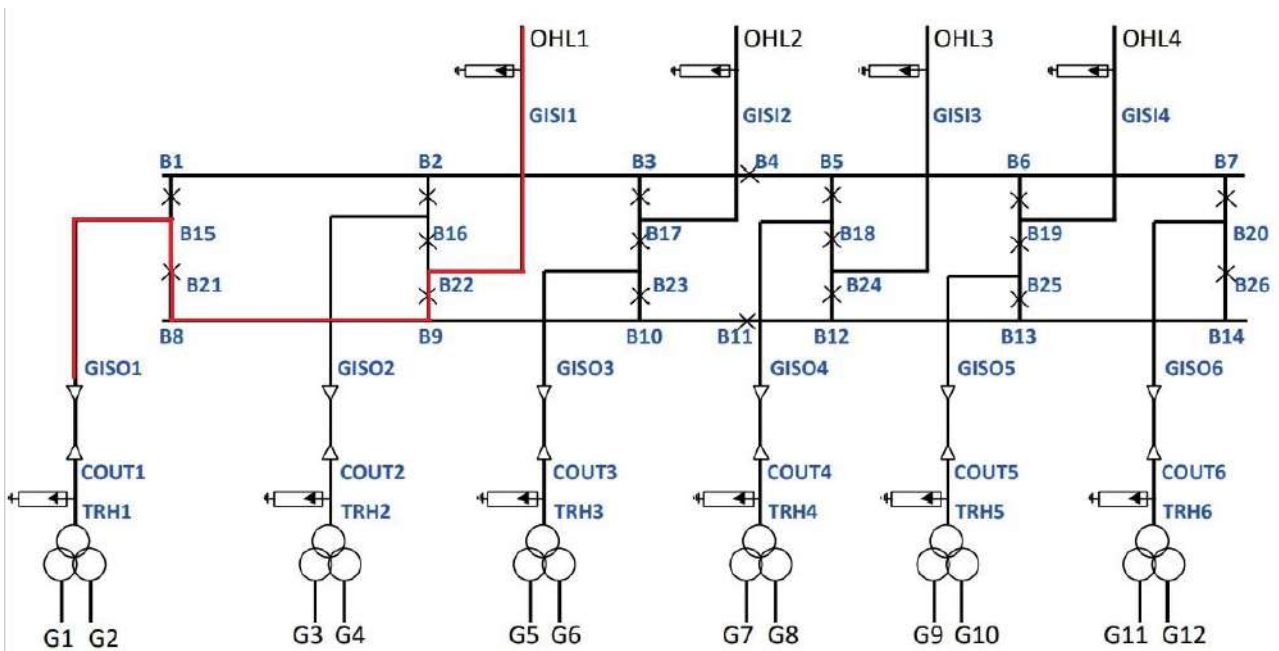 OHL1 OHL2 OHL3 OHL4
GISI1 GISI2 GISI3 GISI4
B1 B2 B3 B4 B5 B6 B7
B15 B16 B17 B18 B19 B20
B21 B22 B23 B24 B25 B26
B8 B9 B10 B11 B12 B13 B14
GISO1 GISO2 GISO3 GISO4 GISO5 GISO6
COUT1 COUT2 COUT3 COUT4 COUT5 COUT6
TRH1 TRH2 TRH3 TRH4 TRH5 TRH6
G1 G2 G3 G4 G5 G6 G7 G8 G9 G10 G11 G12